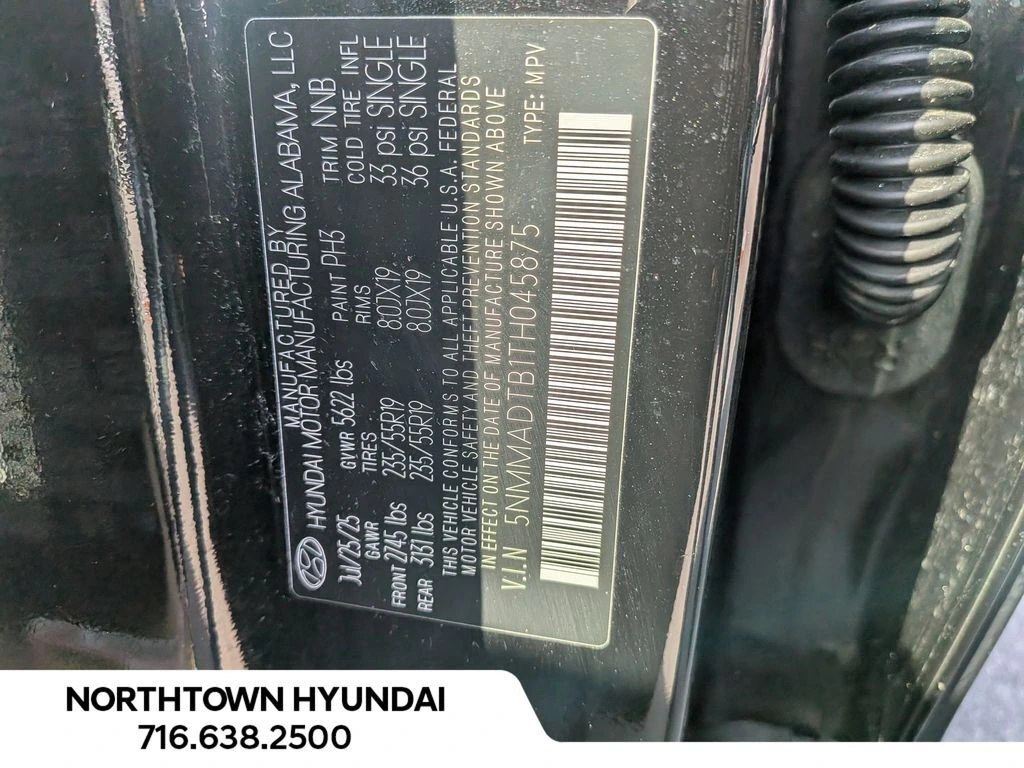 MANUFACTURED BY
HYUNDAI MOTOR MANUFACTURING ALABAMA, LLC
JUl/25/25 GVWR 5622 lbs PAINT PH3 TRIM NNB
GAWR TIRES RIMS COLD TIRE INFL
FRONT 2745 lbs 235/55R19 8.0JX19 33 psi SINGLE
REAR 3131 lbs 235/55R19 8.0JX19 36 psi SINGLE
THIS VEHICLE CONFORMS TO ALL APPLICABLE U.S.A. FEDERAL
MOTOR VEHICLE SAFETY AND THEFT PREVENTION STANDARDS
IN EFFECT ON THE DATE OF MANUFACTURE SHOWN ABOVE
V.I.N 5NMMADTB1TH045875 TYPE: MPV
NORTHTOWN HYUNDAI
716.638.2500